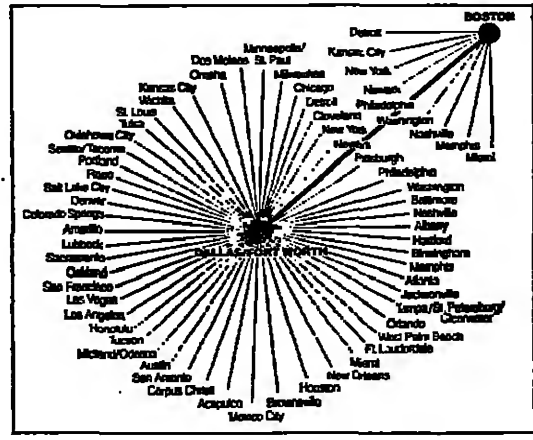 BOSTON
Detroit
Kansas City
New York
Newark
Philadelphia
Washington
Nashville
Memphis
Miami
Minneapolis/
St. Paul
Des Moines
Omaha
Kansas City
Wichita
St. Louis
Tulsa
Oklahoma City
Seattle/Tacoma
Portland
Reno
Salt Lake City
Denver
Colorado Springs
Amarillo
Lubbock
Sacramento
Oakland
San Francisco
Las Vegas
Los Angeles
Honolulu
Tucson
Midland/Odessa
Austin
San Antonio
Corpus Christi
Acapulco
Mexico City
Brownsville
Houston
New Orleans
Miami
Ft. Lauderdale
West Palm Beach
Orlando
Tampa/St. Petersburg/
Clearwater
Jacksonville
Atlanta
Memphis
Birmingham
Hartford
Albany
Nashville
Baltimore
Washington
Philadelphia
Pittsburgh
Newark
New York
Cleveland
Detroit
Chicago
Milwaukee
DALLAS/FORT WORTH